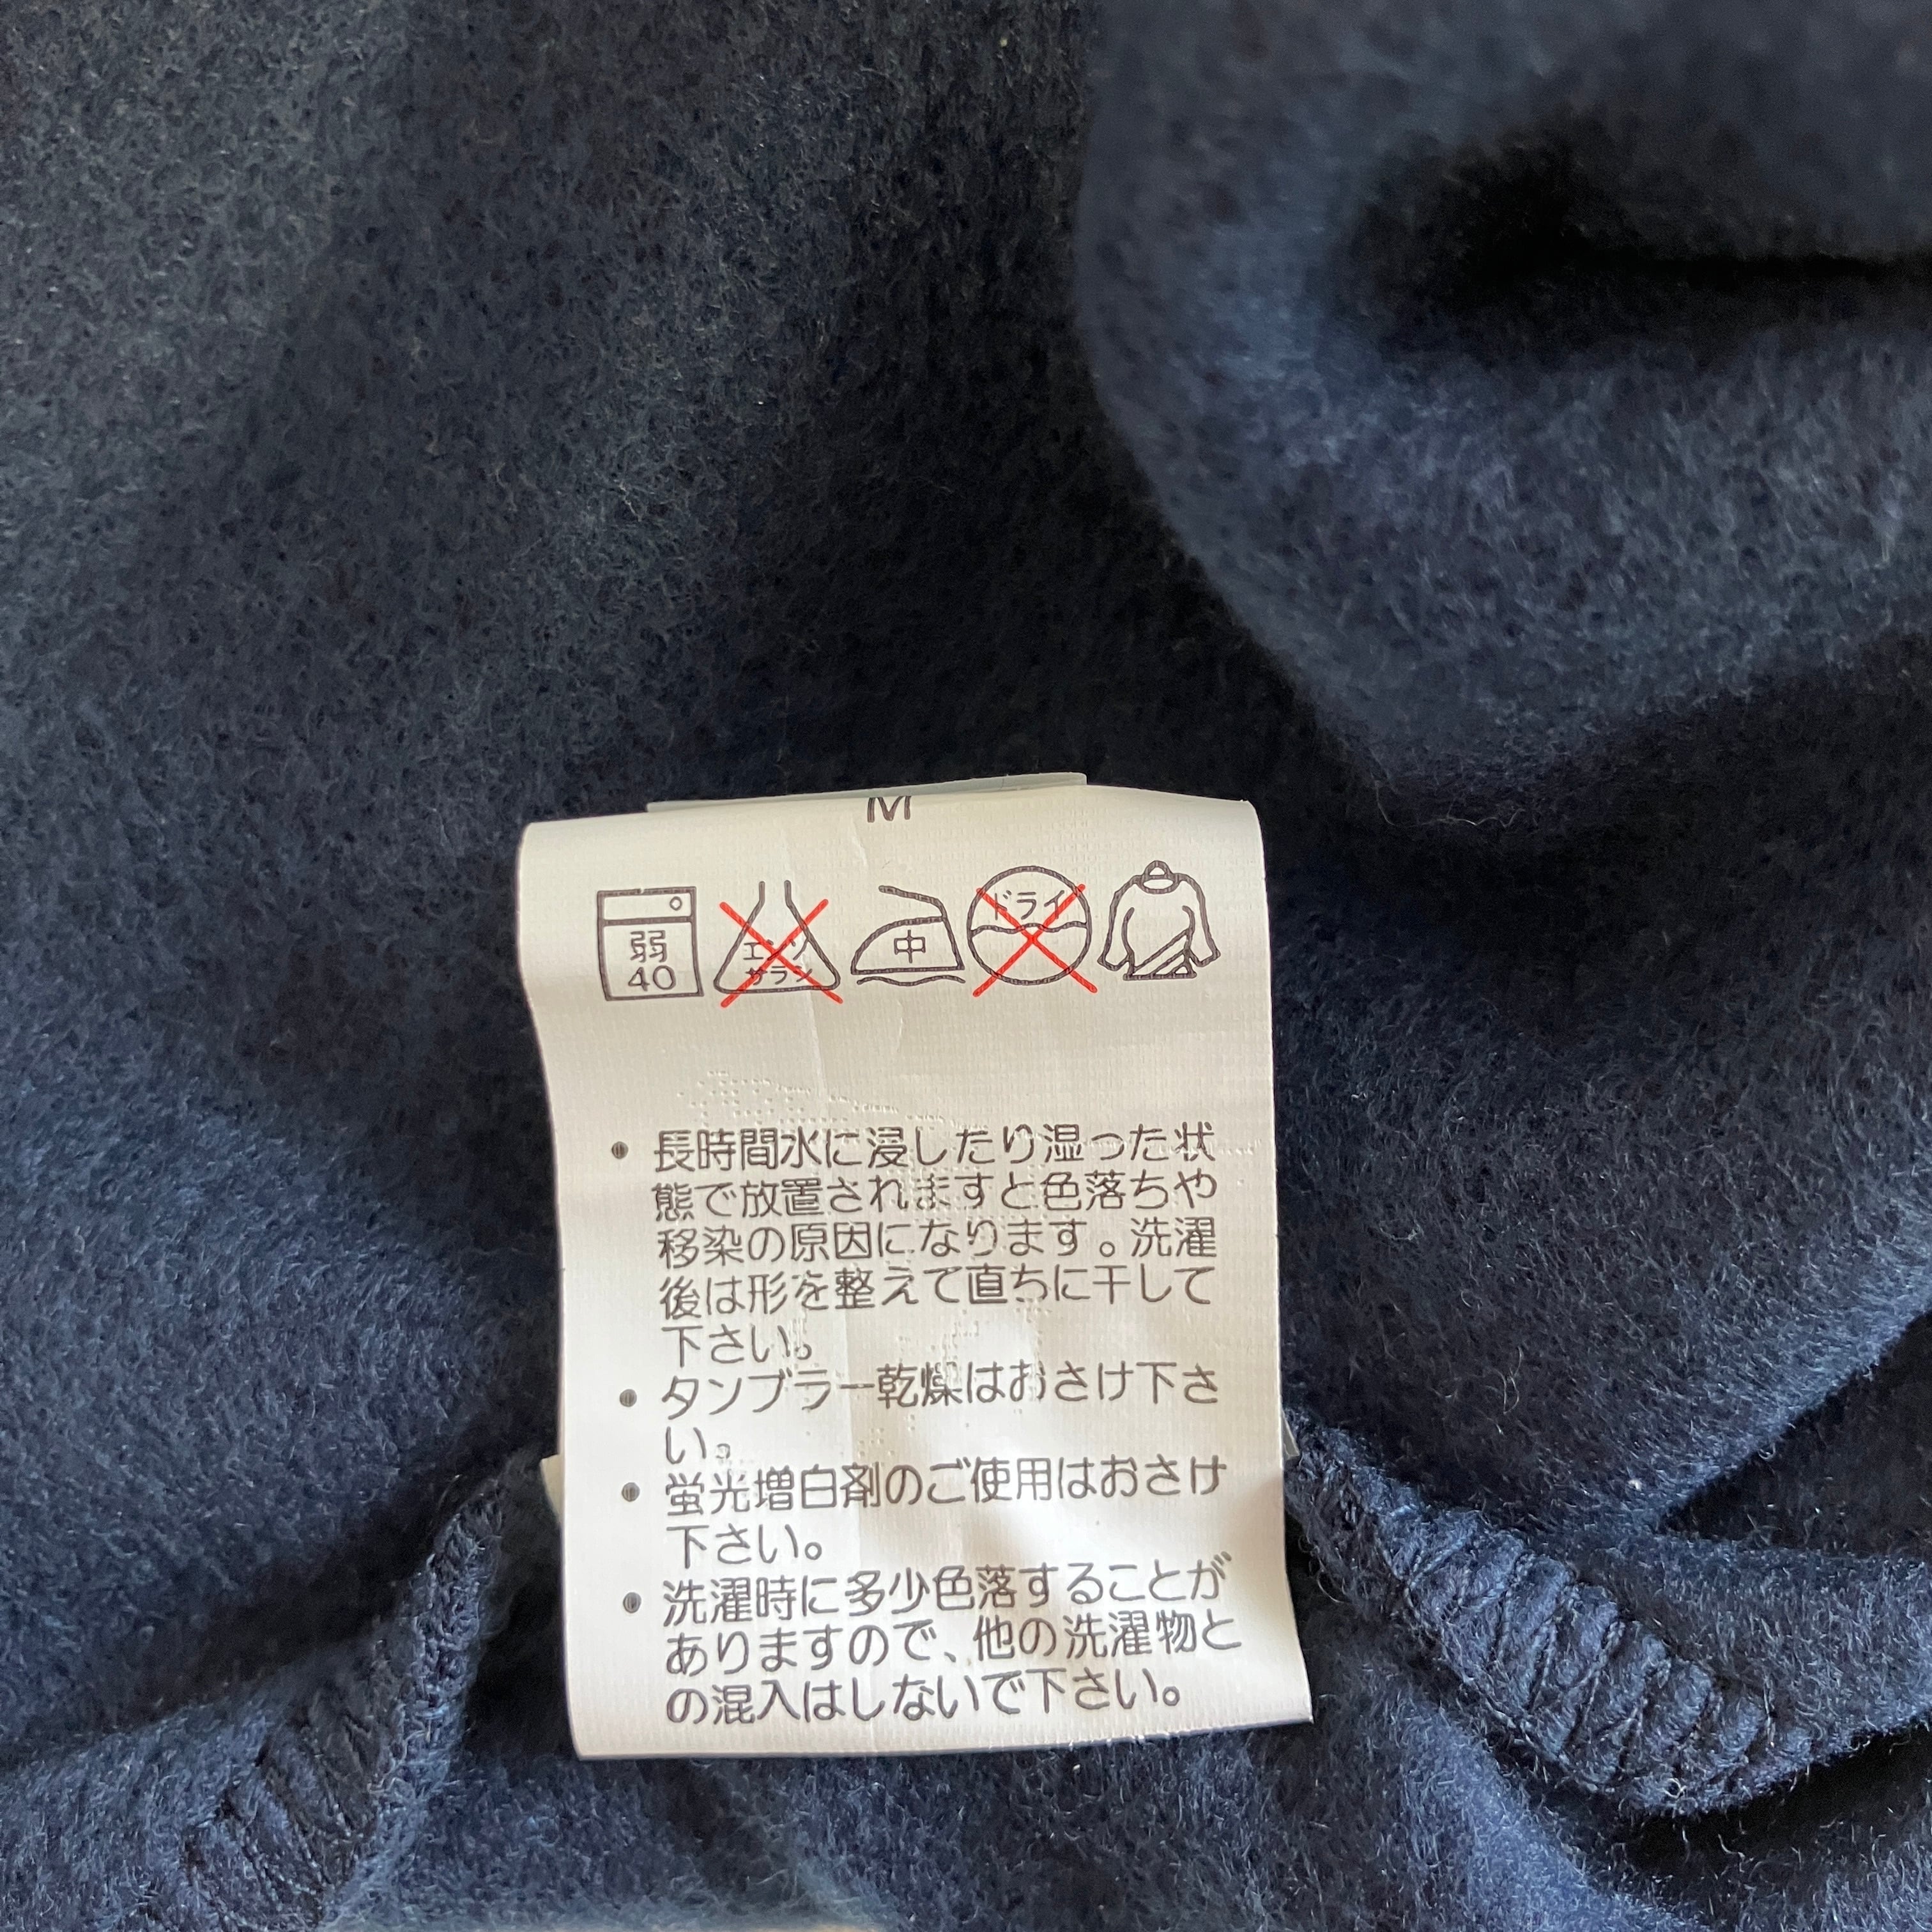 M
弱
40
エンソ
サラシ
中
ドライ
• 長時間水に浸したり湿った状
態で放置されますと色落ちや
移染の原因になります。洗濯
後は形を整えて直ちに干して
下さい。
• タンブラー乾燥はおさけ下さ
い。
• 蛍光増白剤のご使用はおさけ
下さい。
• 洗濯時に多少色落することが
ありますので、他の洗濯物と
の混入はしないで下さい。